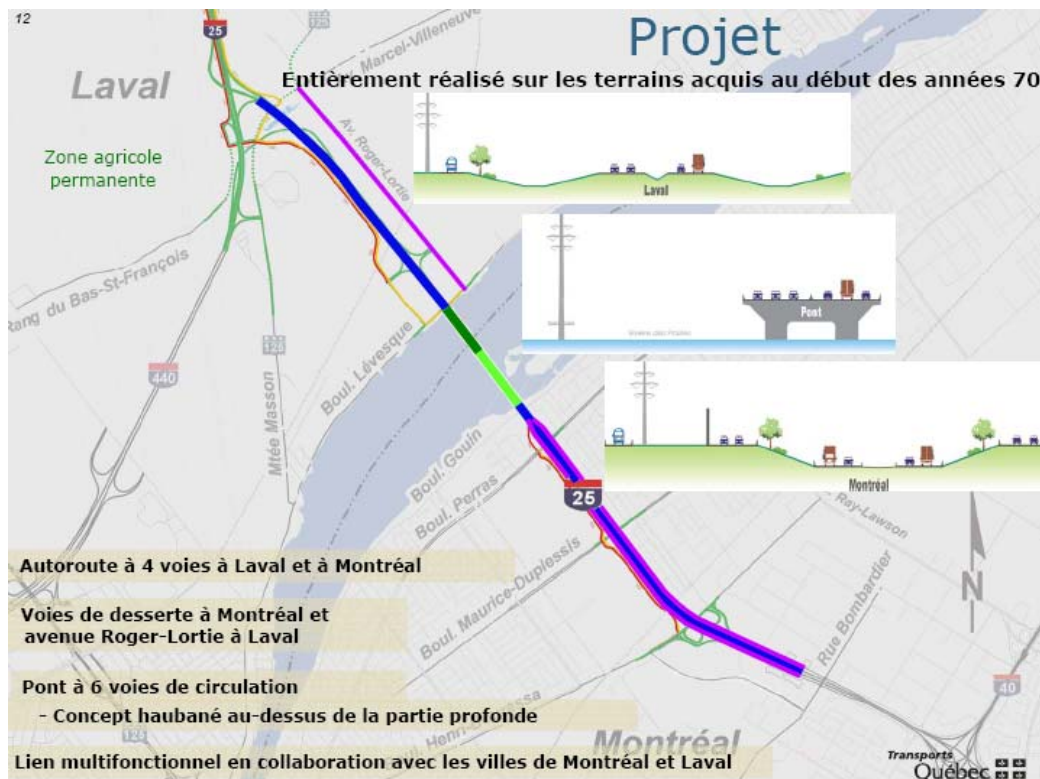 12
Projet
Entièrement réalisé sur les terrains acquis au début des années 70
25
125
Marcel-Villeneuve
Laval
Av. Roger-Lortie
Zone agricole
permanente
Laval
Rang du Bas-St-François
Pont
Rivière des Prairies
125
440
Mtée Masson
Boul. Lévesque
Boul. Gouin
Boul. Perras
Montréal
25
Ray-Lawson
Boul. Maurice-Duplessis
Rue Bombardier
N
Autoroute à 4 voies à Laval et à Montréal
Voies de desserte à Montréal et
avenue Roger-Lortie à Laval
40
Pont à 6 voies de circulation
- Concept haubané au-dessus de la partie profonde
125
Boul.
Montréal
Lien multifonctionnel en collaboration avec les villes de Montréal et Laval
Transports
Québec